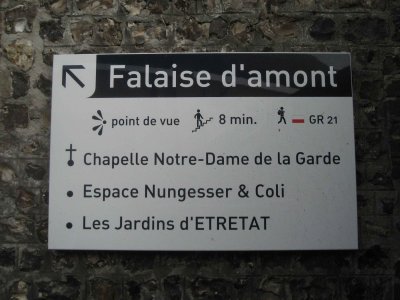 Falaise d'amont
point de vue 8 min. GR 21
Chapelle Notre-Dame de la Garde
Espace Nungesser & Coli
Les Jardins d'ETRETAT